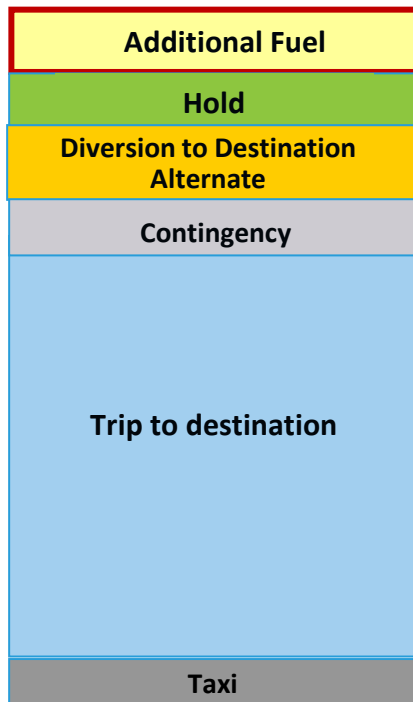 Additional Fuel
Hold
Diversion to Destination
Alternate
Contingency
Trip to destination
Taxi